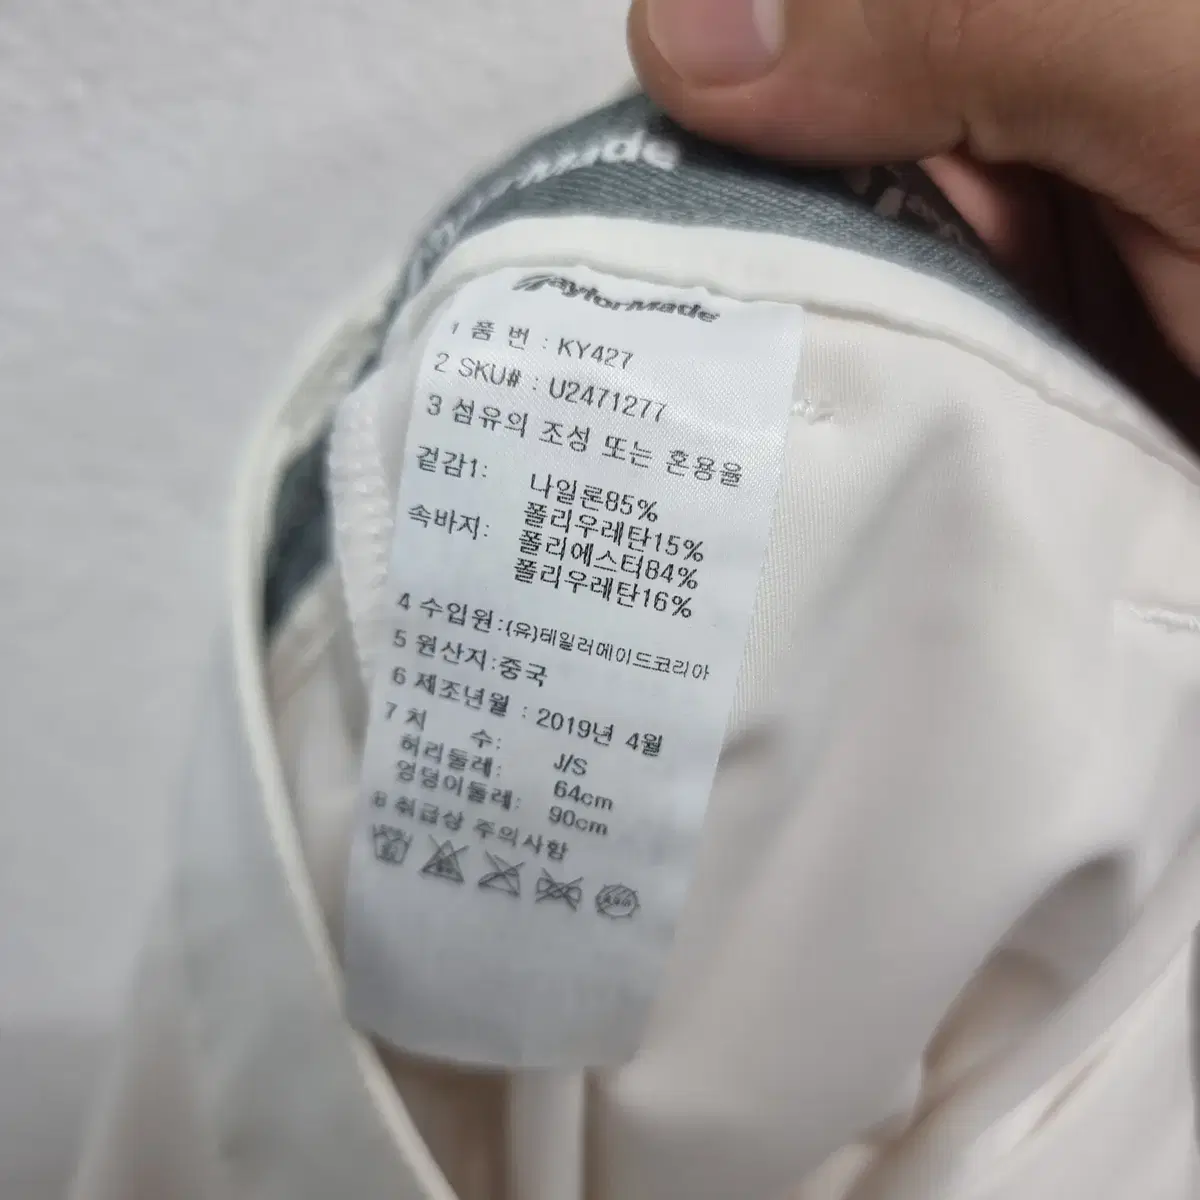 TaylorMade
1 품 번 : KY427
2 SKU# : U2471277
3 섬유의 조성 또는 혼용율
겉감1: 나일론85%
폴리우레탄15%
속바지: 폴리에스터84%
폴리우레탄16%
4 수입원:(유)테일러메이드코리아
5 원산지:중국
6 제조년월 : 2019년 4월
7 치 수: J/S
허리둘레: 64cm
엉덩이둘레: 90cm
8 취급상 주의사항